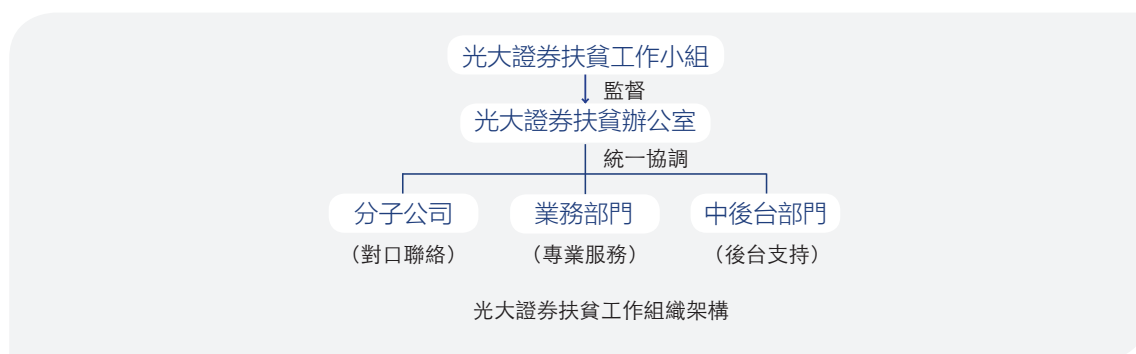 光大證券扶貧工作小組
監督
光大證券扶貧辦公室
統一協調
分子公司 業務部門 中後台部門
（對口聯絡） （專業服務） （後台支持）
光大證券扶貧工作組織架構